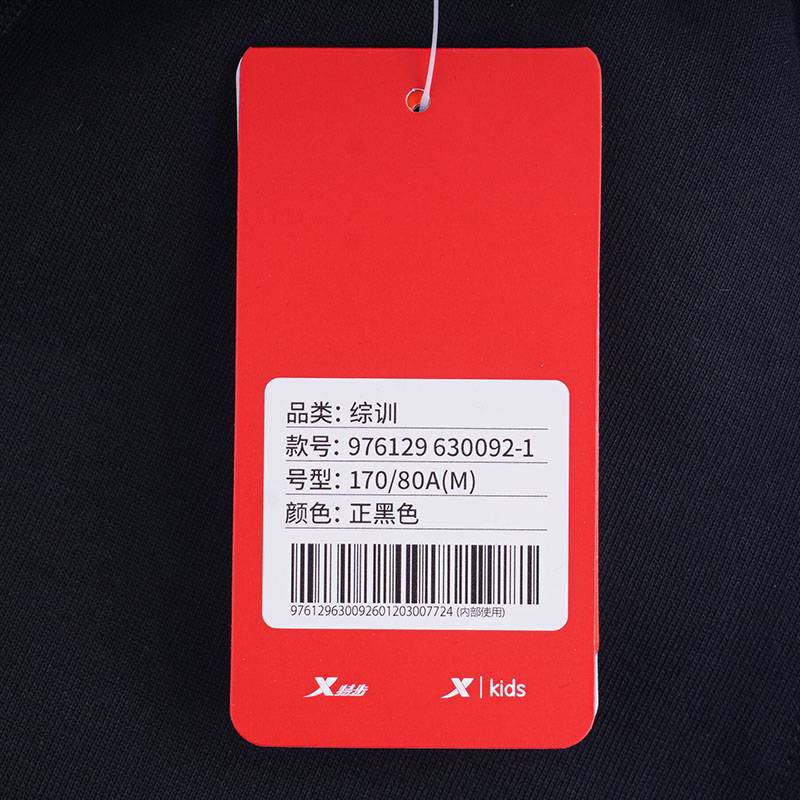 品类: 综训
款号: 976129 630092-1
号型: 170/80A(M)
颜色: 正黑色
976129630092601203007724 (内部使用)
X 特步 X | kids